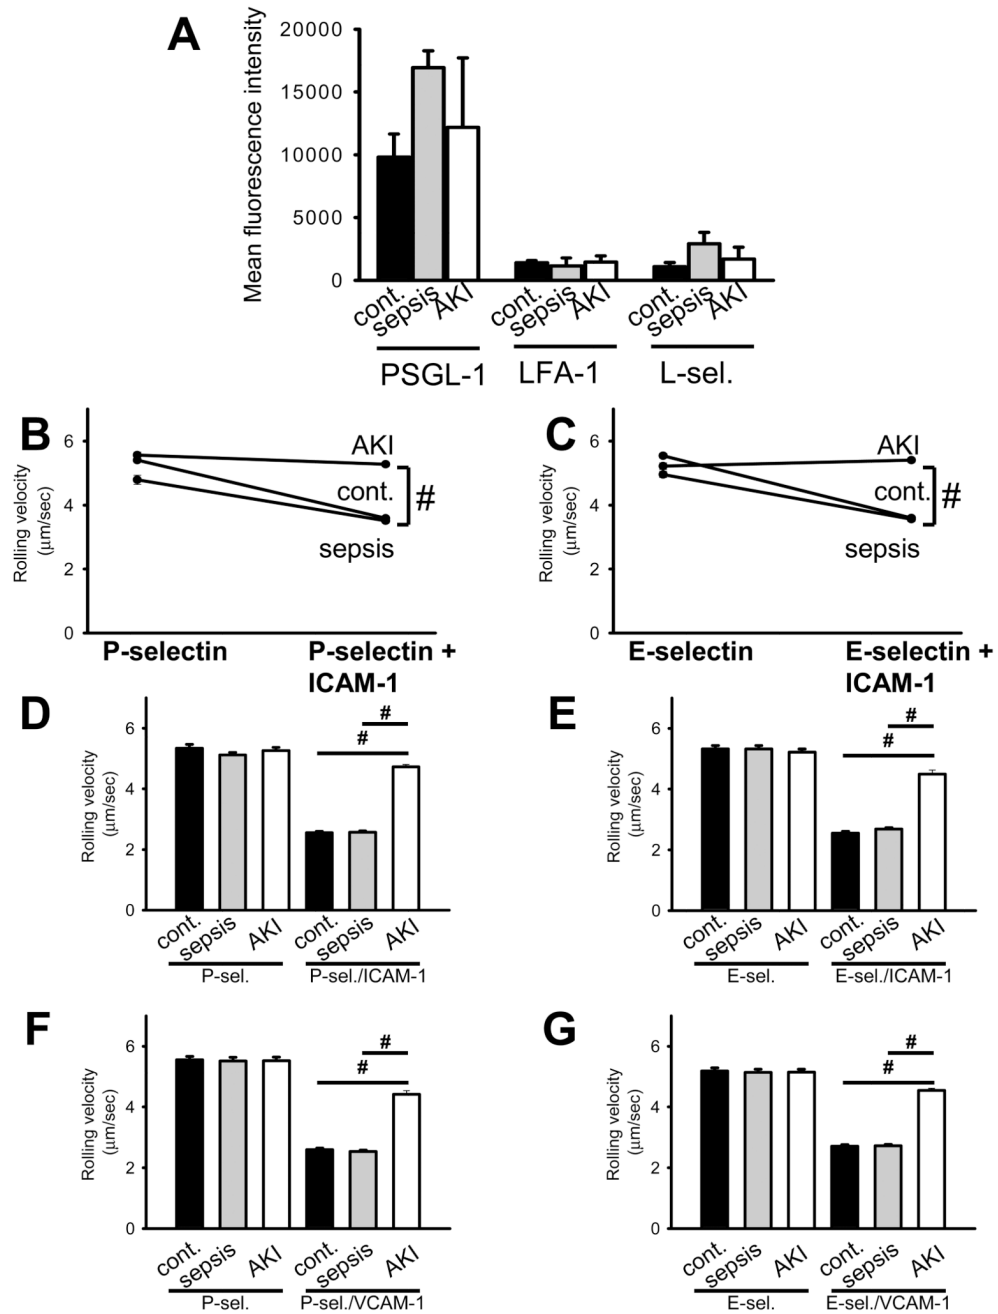 A
Mean fluorescence intensity
20000
15000
10000
5000
0
cont. sepsis AKI cont. sepsis AKI cont. sepsis AKI
PSGL-1 LFA-1 L-sel.
B
Rolling velocity
(μm/sec)
6
4
2
0
AKI
cont.
#
sepsis
P-selectin P-selectin +
ICAM-1
C
Rolling velocity
(μm/sec)
6
4
2
0
AKI
cont.
#
sepsis
E-selectin E-selectin +
ICAM-1
D
Rolling velocity
(μm/sec)
6
4
2
0
#
#
cont. sepsis AKI cont. sepsis AKI
P-sel. P-sel./ICAM-1
E
Rolling velocity
(μm/sec)
6
4
2
0
#
#
cont. sepsis AKI cont. sepsis AKI
E-sel. E-sel./ICAM-1
F
Rolling velocity
(μm/sec)
6
4
2
0
#
#
cont. sepsis AKI cont. sepsis AKI
P-sel. P-sel./VCAM-1
G
Rolling velocity
(μm/sec)
6
4
2
0
#
#
cont. sepsis AKI cont. sepsis AKI
E-sel. E-sel./VCAM-1